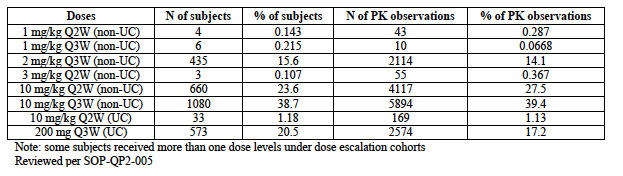 Doses N of subjects % of subjects N of PK observations % of PK observations
1 mg/kg Q2W (non-UC) 4 0.143 43 0.287
1 mg/kg Q3W (non-UC) 6 0.215 10 0.0668
2 mg/kg Q3W (non-UC) 435 15.6 2114 14.1
3 mg/kg Q2W (non-UC) 3 0.107 55 0.367
10 mg/kg Q2W (non-UC) 660 23.6 4117 27.5
10 mg/kg Q3W (non-UC) 1080 38.7 5894 39.4
10 mg/kg Q2W (UC) 33 1.18 169 1.13
200 mg Q3W (UC) 573 20.5 2574 17.2
Note: some subjects received more than one dose levels under dose escalation cohorts
Reviewed per SOP-QP2-005